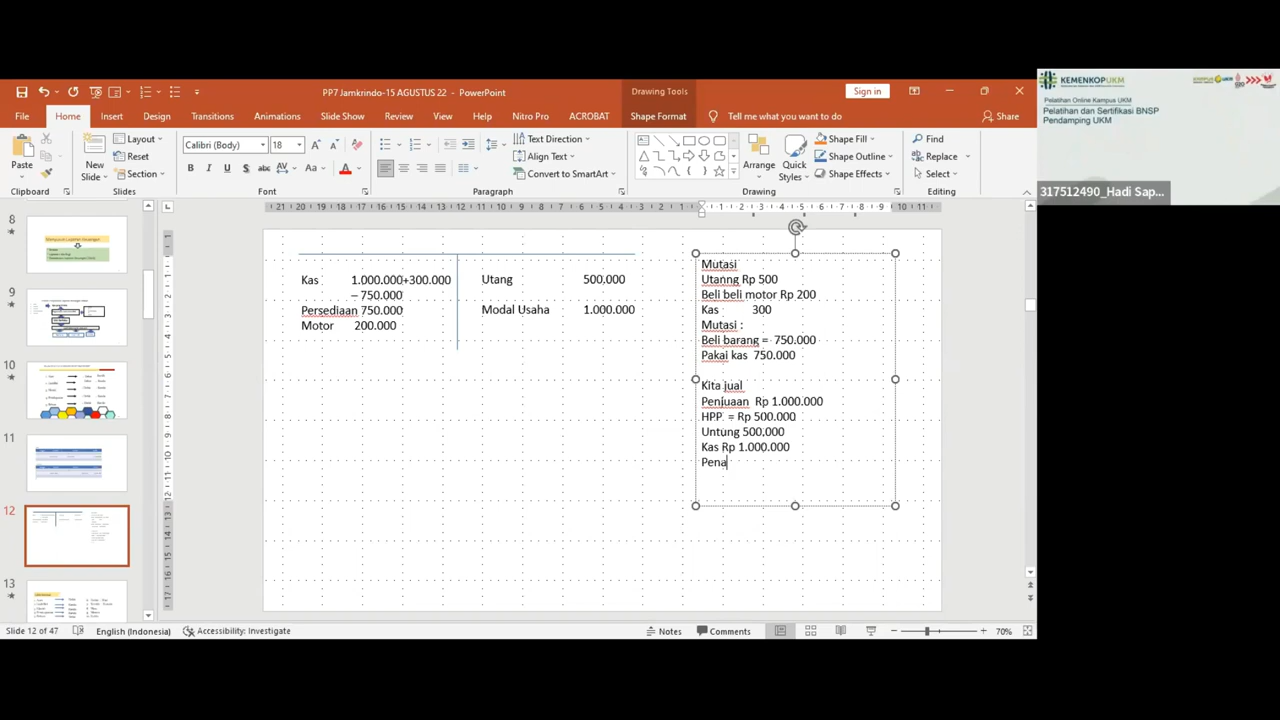 PP7 Jamkrindo-15 AGUSTUS 22 - PowerPoint
Drawing Tools
Sign in
File Home Insert Design Transitions Animations Slide Show Review View Help Nitro Pro ACROBAT Shape Format Tell me what you want to do Share
Paste
Clipboard
New Slide
Layout
Reset
Section
Slides
Calibri (Body) 18
Font
Text Direction
Align Text
Convert to SmartArt
Paragraph
Arrange
Quick Styles
Shape Fill
Shape Outline
Shape Effects
Drawing
Find
Replace
Select
Editing
8
9
10
11
12
13
Kas 1.000.000+300.000
– 750.000
Persediaan 750.000
Motor 200.000
Utang 500.000
Modal Usaha 1.000.000
Mutasi
Utanng Rp 500
Beli beli motor Rp 200
Kas 300
Mutasi :
Beli barang = 750.000
Pakai kas 750.000
Kita jual
Penjuaan Rp 1.000.000
HPP = Rp 500.000
Untung 500.000
Kas Rp 1.000.000
Pena
Slide 12 of 47 English (Indonesia) Accessibility: Investigate Notes Comments 70%
KEMENKOPUKM
Pelatihan Online Kampus UKM
Pelatihan dan Sertifikasi BNSP
Pendamping UKM
317512490_Hadi Sap...